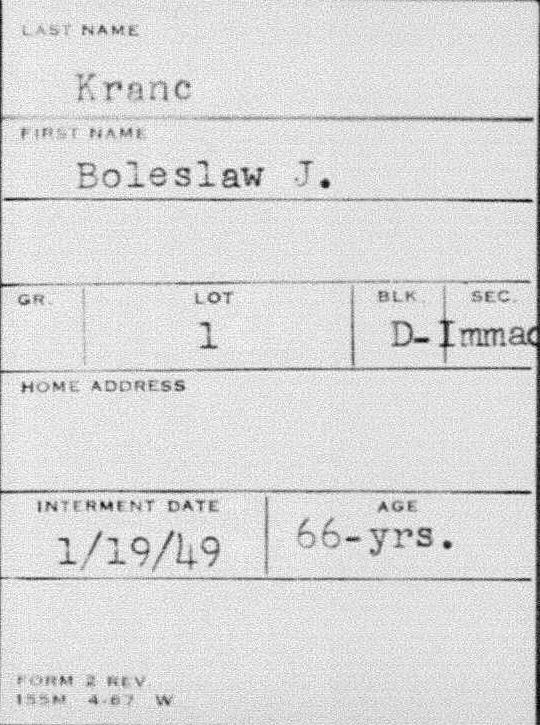 LAST NAME
Kranc
FIRST NAME
Boleslaw J.
GR. LOT BLK. SEC.
1 D-Immac
HOME ADDRESS
INTERMENT DATE AGE
1/19/49 66-yrs.
FORM 2 REV
155M 4-67 W